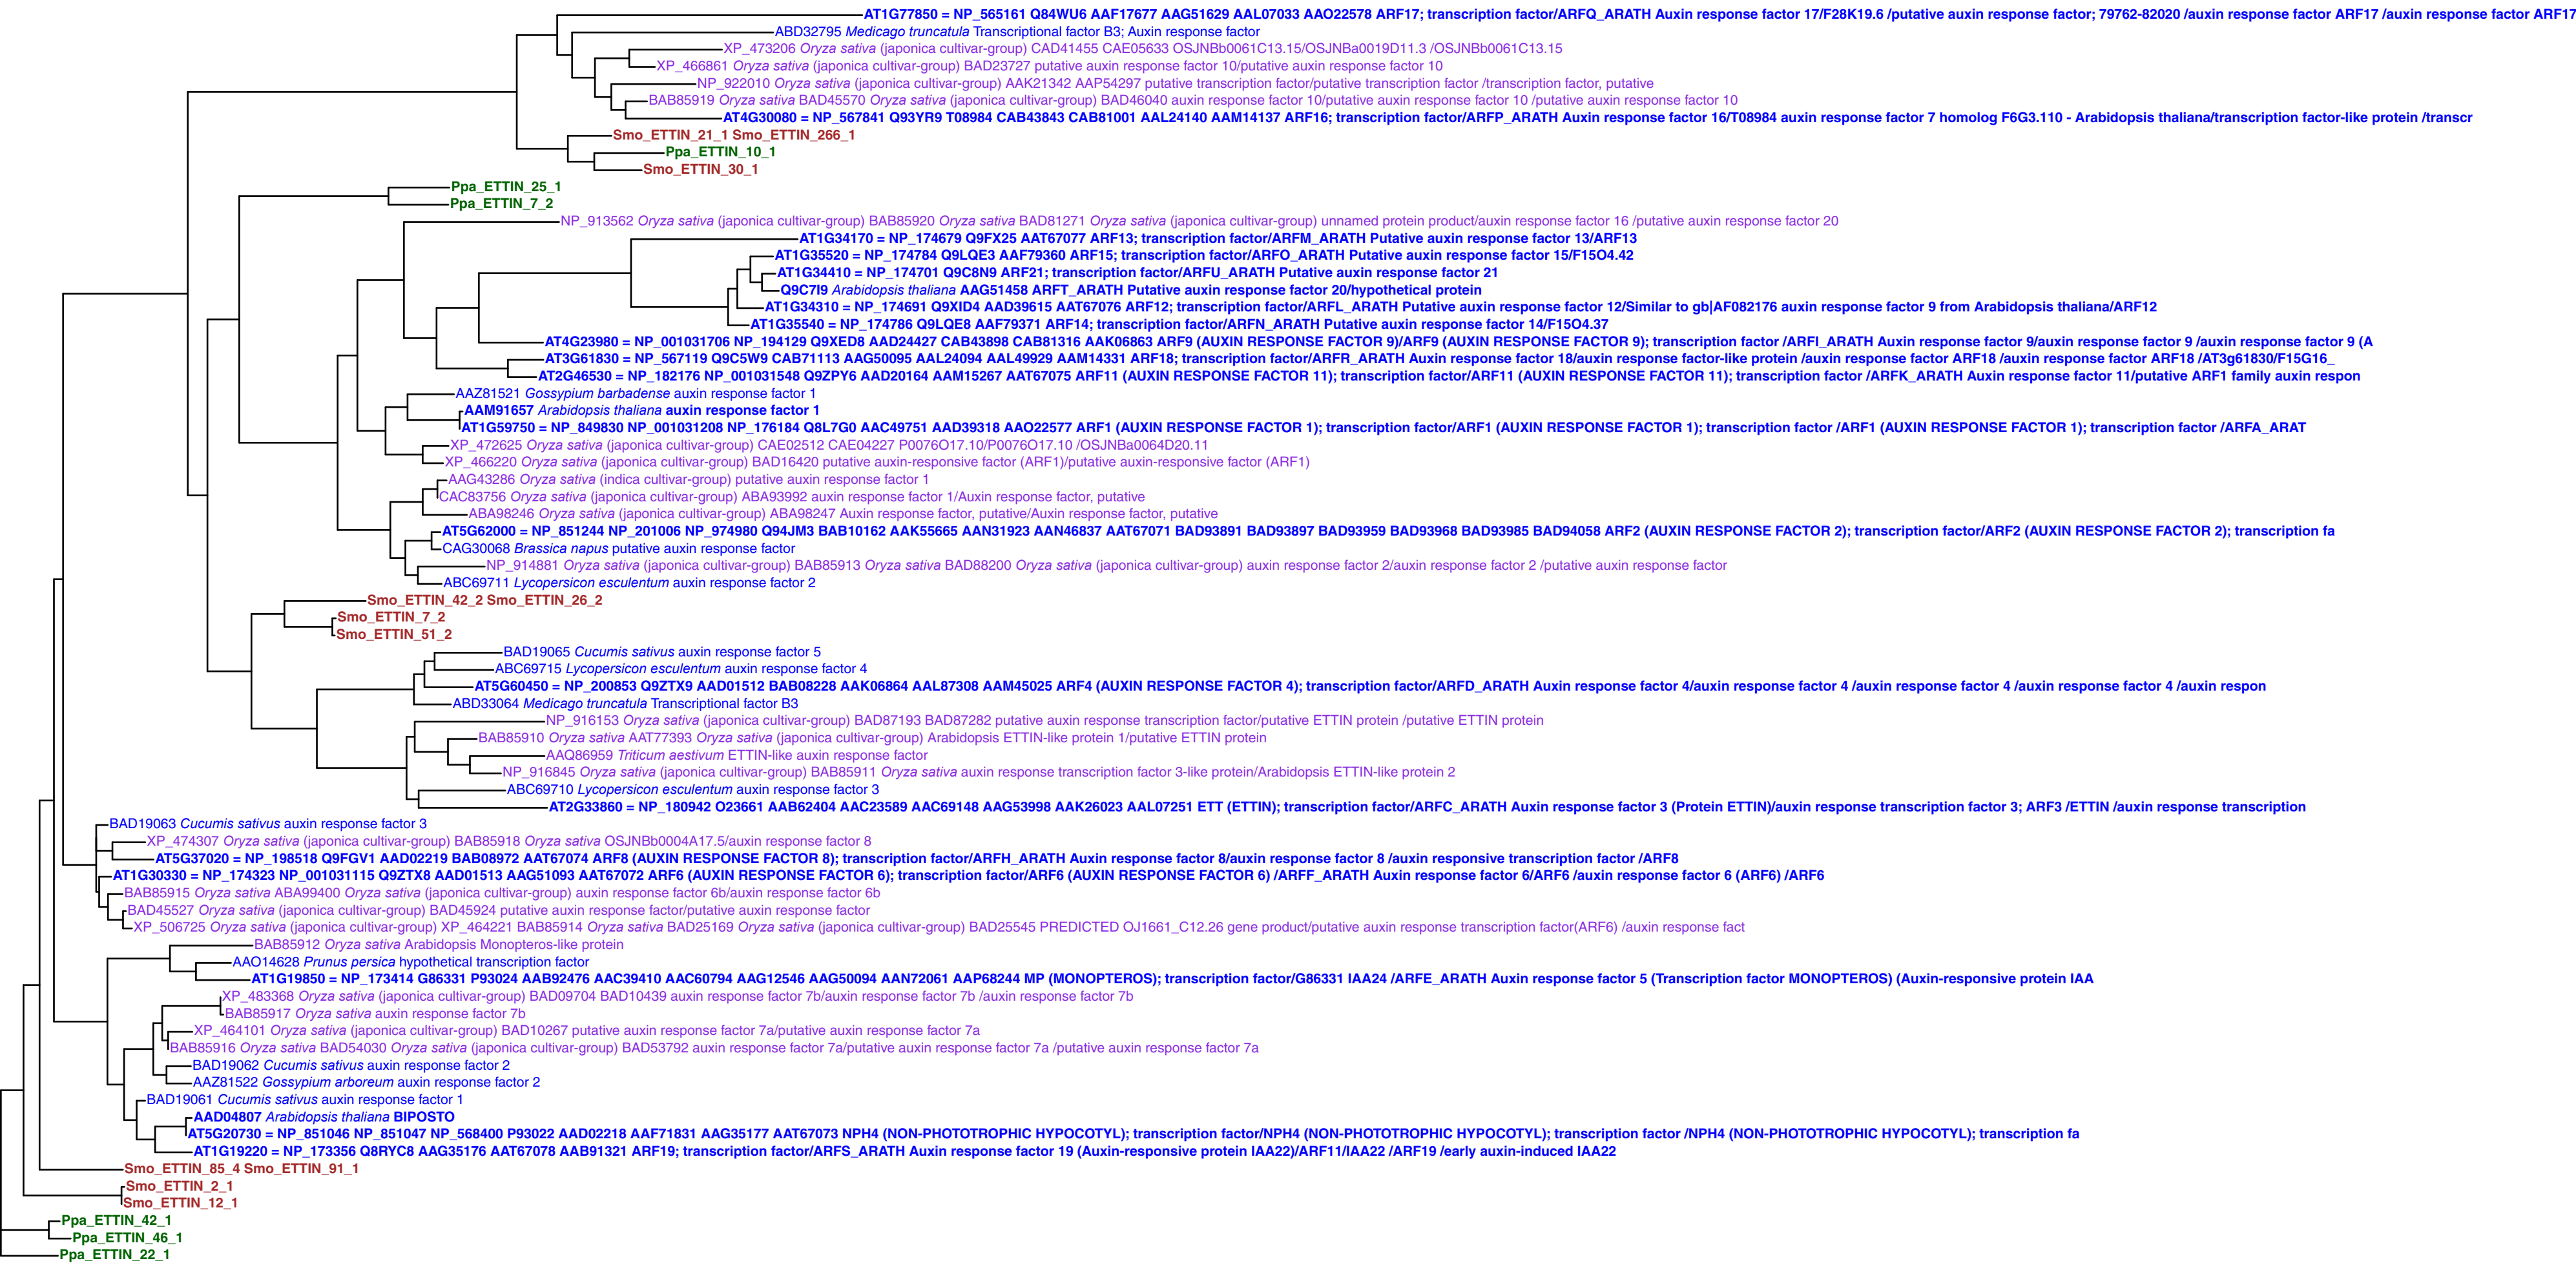 AT1G77850 = NP_565161 Q84WU6 AAF17677 AAG51629 AAL07033 AAO22578 ARF17; transcription factor/ARFQ_ARATH Auxin response factor 17/F28K19.6 /putative auxin response factor; 79762-82020 /auxin response factor ARF17 /auxin response factor ARF17
ABD32795 Medicago truncatula Transcriptional factor B3; Auxin response factor
XP_473206 Oryza sativa (japonica cultivar-group) CAD41455 CAE05633 OSJNBb0061C13.15/OSJNBa0019D11.3 /OSJNBb0061C13.15
XP_466861 Oryza sativa (japonica cultivar-group) BAD23727 putative auxin response factor 10/putative auxin response factor 10
NP_922010 Oryza sativa (japonica cultivar-group) AAK21342 AAP54297 putative transcription factor/putative transcription factor /transcription factor, putative
BAB85919 Oryza sativa BAD45570 Oryza sativa (japonica cultivar-group) BAD46040 auxin response factor 10/putative auxin response factor 10 /putative auxin response factor 10
AT4G30080 = NP_567841 Q93YR9 T08984 CAB43843 CAB81001 AAL24140 AAM14137 ARF16; transcription factor/ARFP_ARATH Auxin response factor 16/T08984 auxin response factor 7 homolog F6G3.110 - Arabidopsis thaliana/transcription factor-like protein /transcr
Smo_ETTIN_21_1 Smo_ETTIN_266_1
Ppa_ETTIN_10_1
Smo_ETTIN_30_1
Ppa_ETTIN_25_1
Ppa_ETTIN_7_2
NP_913562 Oryza sativa (japonica cultivar-group) BAB85920 Oryza sativa BAD81271 Oryza sativa (japonica cultivar-group) unnamed protein product/auxin response factor 16 /putative auxin response factor 20
AT1G34170 = NP_174679 Q9FX25 AAT67077 ARF13; transcription factor/ARFM_ARATH Putative auxin response factor 13/ARF13
AT1G35520 = NP_174784 Q9LQE3 AAF79360 ARF15; transcription factor/ARFO_ARATH Putative auxin response factor 15/F15O4.42
AT1G34410 = NP_174701 Q9C8N9 ARF21; transcription factor/ARFU_ARATH Putative auxin response factor 21
Q9C7I9 Arabidopsis thaliana AAG51458 ARFT_ARATH Putative auxin response factor 20/hypothetical protein
AT1G34310 = NP_174691 Q9XID4 AAD39615 AAT67076 ARF12; transcription factor/ARFL_ARATH Putative auxin response factor 12/Similar to gb|AF082176 auxin response factor 9 from Arabidopsis thaliana/ARF12
AT1G35540 = NP_174786 Q9LQE8 AAF79371 ARF14; transcription factor/ARFN_ARATH Putative auxin response factor 14/F15O4.37
AT4G23980 = NP_001031706 NP_194129 Q9XED8 AAD24427 CAB43898 CAB81316 AAK06863 ARF9 (AUXIN RESPONSE FACTOR 9)/ARF9 (AUXIN RESPONSE FACTOR 9); transcription factor /ARFI_ARATH Auxin response factor 9/auxin response factor 9 /auxin response factor 9 (A
AT3G61830 = NP_567119 Q9C5W9 CAB71113 AAG50095 AAL24094 AAL49929 AAM14331 ARF18; transcription factor/ARFR_ARATH Auxin response factor 18/auxin response factor-like protein /auxin response factor ARF18 /auxin response factor ARF18 /AT3g61830/F15G16_
AT2G46530 = NP_182176 NP_001031548 Q9ZPY6 AAD20164 AAM15267 AAT67075 ARF11 (AUXIN RESPONSE FACTOR 11); transcription factor/ARF11 (AUXIN RESPONSE FACTOR 11); transcription factor /ARFK_ARATH Auxin response factor 11/putative ARF1 family auxin respon
AAZ81521 Gossypium barbadense auxin response factor 1
AAM91657 Arabidopsis thaliana auxin response factor 1
AT1G59750 = NP_849830 NP_001031208 NP_176184 Q8L7G0 AAC49751 AAD39318 AAO22577 ARF1 (AUXIN RESPONSE FACTOR 1); transcription factor/ARF1 (AUXIN RESPONSE FACTOR 1); transcription factor /ARF1 (AUXIN RESPONSE FACTOR 1); transcription factor /ARFA_ARAT
XP_472625 Oryza sativa (japonica cultivar-group) CAE02512 CAE04227 P0076O17.10/P0076O17.10 /OSJNBa0064D20.11
XP_466220 Oryza sativa (japonica cultivar-group) BAD16420 putative auxin-responsive factor (ARF1)/putative auxin-responsive factor (ARF1)
AAG43286 Oryza sativa (indica cultivar-group) putative auxin response factor 1
CAC83756 Oryza sativa (japonica cultivar-group) ABA93992 auxin response factor 1/Auxin response factor, putative
ABA98246 Oryza sativa (japonica cultivar-group) ABA98247 Auxin response factor, putative/Auxin response factor, putative
AT5G62000 = NP_851244 NP_201006 NP_974980 Q94JM3 BAB10162 AAK55665 AAN31923 AAN46837 AAT67071 BAD93891 BAD93897 BAD93959 BAD93968 BAD93985 BAD94058 ARF2 (AUXIN RESPONSE FACTOR 2); transcription factor/ARF2 (AUXIN RESPONSE FACTOR 2); transcription fa
CAG30068 Brassica napus putative auxin response factor
NP_914881 Oryza sativa (japonica cultivar-group) BAB85913 Oryza sativa BAD88200 Oryza sativa (japonica cultivar-group) auxin response factor 2/auxin response factor 2 /putative auxin response factor
ABC69711 Lycopersicon esculentum auxin response factor 2
Smo_ETTIN_42_2 Smo_ETTIN_26_2
Smo_ETTIN_7_2
Smo_ETTIN_51_2
BAD19065 Cucumis sativus auxin response factor 5
ABC69715 Lycopersicon esculentum auxin response factor 4
AT5G60450 = NP_200853 Q9ZTX9 AAD01512 BAB08228 AAK06864 AAL87308 AAM45025 ARF4 (AUXIN RESPONSE FACTOR 4); transcription factor/ARFD_ARATH Auxin response factor 4/auxin response factor 4 /auxin response factor 4 /auxin response factor 4 /auxin respon
ABD33064 Medicago truncatula Transcriptional factor B3
NP_916153 Oryza sativa (japonica cultivar-group) BAD87193 BAD87282 putative auxin response transcription factor/putative ETTIN protein /putative ETTIN protein
BAB85910 Oryza sativa AAT77393 Oryza sativa (japonica cultivar-group) Arabidopsis ETTIN-like protein 1/putative ETTIN protein
AAQ86959 Triticum aestivum ETTIN-like auxin response factor
NP_916845 Oryza sativa (japonica cultivar-group) BAB85911 Oryza sativa auxin response transcription factor 3-like protein/Arabidopsis ETTIN-like protein 2
ABC69710 Lycopersicon esculentum auxin response factor 3
AT2G33860 = NP_180942 O23661 AAB62404 AAC23589 AAC69148 AAG53998 AAK26023 AAL07251 ETT (ETTIN); transcription factor/ARFC_ARATH Auxin response factor 3 (Protein ETTIN)/auxin response transcription factor 3; ARF3 /ETTIN /auxin response transcription
BAD19063 Cucumis sativus auxin response factor 3
XP_474307 Oryza sativa (japonica cultivar-group) BAB85918 Oryza sativa OSJNBb0004A17.5/auxin response factor 8
AT5G37020 = NP_198518 Q9FGV1 AAD02219 BAB08972 AAT67074 ARF8 (AUXIN RESPONSE FACTOR 8); transcription factor/ARFH_ARATH Auxin response factor 8/auxin response factor 8 /auxin responsive transcription factor /ARF8
AT1G30330 = NP_174323 NP_001031115 Q9ZTX8 AAD01513 AAG51093 AAT67072 ARF6 (AUXIN RESPONSE FACTOR 6); transcription factor/ARF6 (AUXIN RESPONSE FACTOR 6) /ARFF_ARATH Auxin response factor 6/ARF6 /auxin response factor 6 (ARF6) /ARF6
BAB85915 Oryza sativa ABA99400 Oryza sativa (japonica cultivar-group) auxin response factor 6b/auxin response factor 6b
BAD45527 Oryza sativa (japonica cultivar-group) BAD45924 putative auxin response factor/putative auxin response factor
XP_506725 Oryza sativa (japonica cultivar-group) XP_464221 BAB85914 Oryza sativa BAD25169 Oryza sativa (japonica cultivar-group) BAD25545 PREDICTED OJ1661_C12.26 gene product/putative auxin response transcription factor(ARF6) /auxin response fact
BAB85912 Oryza sativa Arabidopsis Monopteros-like protein
AAO14628 Prunus persica hypothetical transcription factor
AT1G19850 = NP_173414 G86331 P93024 AAB92476 AAC39410 AAC60794 AAG12546 AAG50094 AAN72061 AAP68244 MP (MONOPTEROS); transcription factor/G86331 IAA24 /ARFE_ARATH Auxin response factor 5 (Transcription factor MONOPTEROS) (Auxin-responsive protein IAA
XP_483368 Oryza sativa (japonica cultivar-group) BAD09704 BAD10439 auxin response factor 7b/auxin response factor 7b /auxin response factor 7b
BAB85917 Oryza sativa auxin response factor 7b
XP_464101 Oryza sativa (japonica cultivar-group) BAD10267 putative auxin response factor 7a/putative auxin response factor 7a
BAB85916 Oryza sativa BAD54030 Oryza sativa (japonica cultivar-group) BAD53792 auxin response factor 7a/putative auxin response factor 7a /putative auxin response factor 7a
BAD19062 Cucumis sativus auxin response factor 2
AAZ81522 Gossypium arboreum auxin response factor 2
BAD19061 Cucumis sativus auxin response factor 1
AAD04807 Arabidopsis thaliana BIPOSTO
AT5G20730 = NP_851046 NP_851047 NP_568400 P93022 AAD02218 AAF71831 AAG35177 AAT67073 NPH4 (NON-PHOTOTROPHIC HYPOCOTYL); transcription factor/NPH4 (NON-PHOTOTROPHIC HYPOCOTYL); transcription factor /NPH4 (NON-PHOTOTROPHIC HYPOCOTYL); transcription fa
AT1G19220 = NP_173356 Q8RYC8 AAG35176 AAT67078 AAB91321 ARF19; transcription factor/ARFS_ARATH Auxin response factor 19 (Auxin-responsive protein IAA22)/ARF11/IAA22 /ARF19 /early auxin-induced IAA22
Smo_ETTIN_85_4 Smo_ETTIN_91_1
Smo_ETTIN_2_1
Smo_ETTIN_12_1
Ppa_ETTIN_42_1
Ppa_ETTIN_46_1
Ppa_ETTIN_22_1